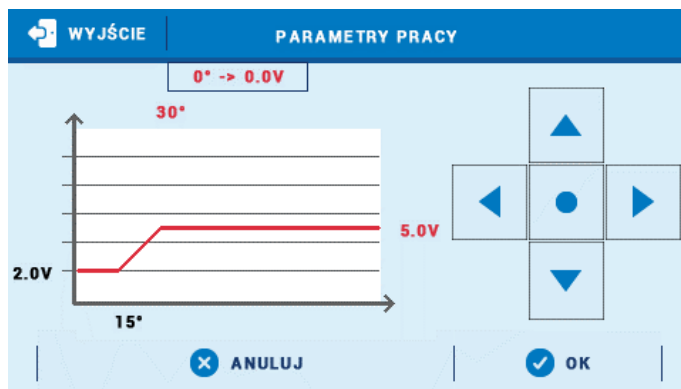 WYJŚCIE
PARAMETRY PRACY
0° -> 0.0V
30°
5.0V
2.0V
15°
ANULUJ
OK